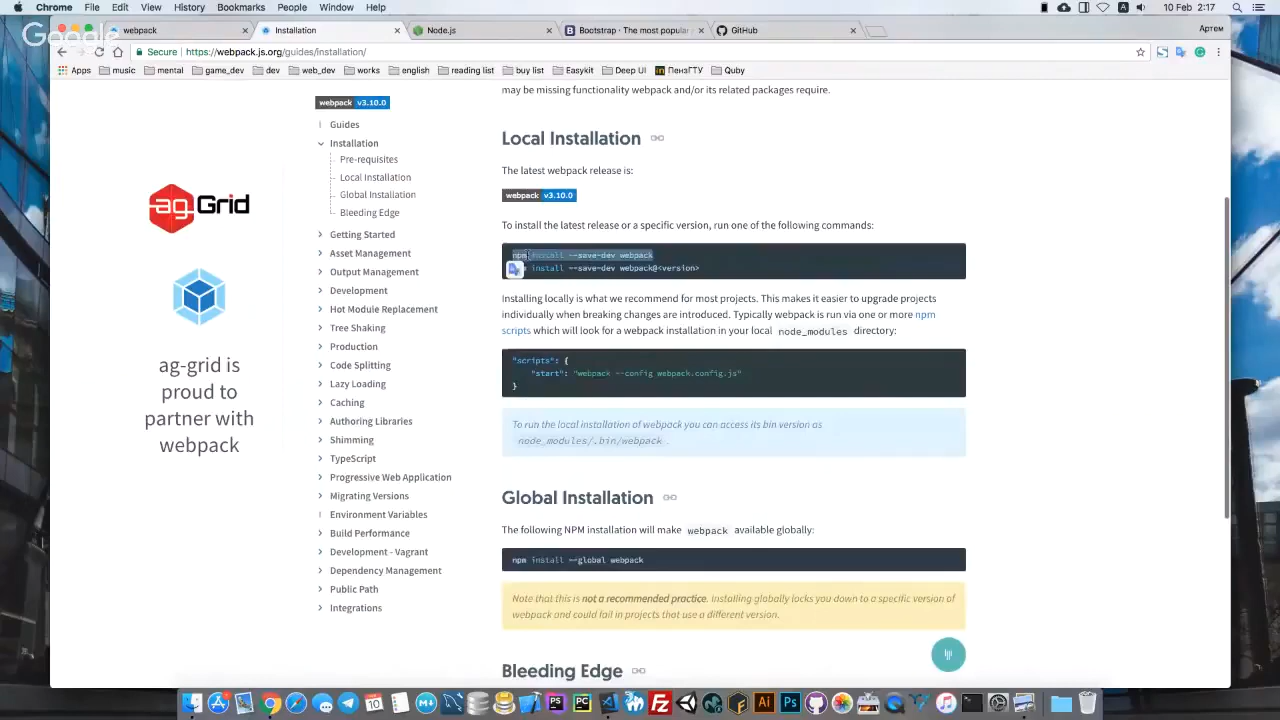 Chrome File Edit View History Bookmarks People Window Help
10 Feb 2:17
Google
webpack
Installation
Node.js
Bootstrap · The most popular
GitHub
Артем
Secure https://webpack.js.org/guides/installation/
Apps music mental game_dev dev web_dev works english reading list buy list Easykit Deep UI ПензГТУ Quby
ag-Grid
ag-grid is
proud to
partner with
webpack
webpack v3.10.0
Guides
Installation
Pre-requisites
Local Installation
Global Installation
Bleeding Edge
Getting Started
Asset Management
Output Management
Development
Hot Module Replacement
Tree Shaking
Production
Code Splitting
Lazy Loading
Caching
Authoring Libraries
Shimming
TypeScript
Progressive Web Application
Migrating Versions
Environment Variables
Build Performance
Development - Vagrant
Dependency Management
Public Path
Integrations
may be missing functionality webpack and/or its related packages require.
Local Installation
The latest webpack release is:
webpack v3.10.0
To install the latest release or a specific version, run one of the following commands:
npm install --save-dev webpack
install --save-dev webpack@<version>
Installing locally is what we recommend for most projects. This makes it easier to upgrade projects
individually when breaking changes are introduced. Typically webpack is run via one or more npm
scripts which will look for a webpack installation in your local node_modules directory:
"scripts": {
"start": "webpack --config webpack.config.js"
}
To run the local installation of webpack you can access its bin version as
node_modules/.bin/webpack .
Global Installation
The following NPM installation will make webpack available globally:
npm install --global webpack
Note that this is not a recommended practice. Installing globally locks you down to a specific version of
webpack and could fail in projects that use a different version.
Bleeding Edge